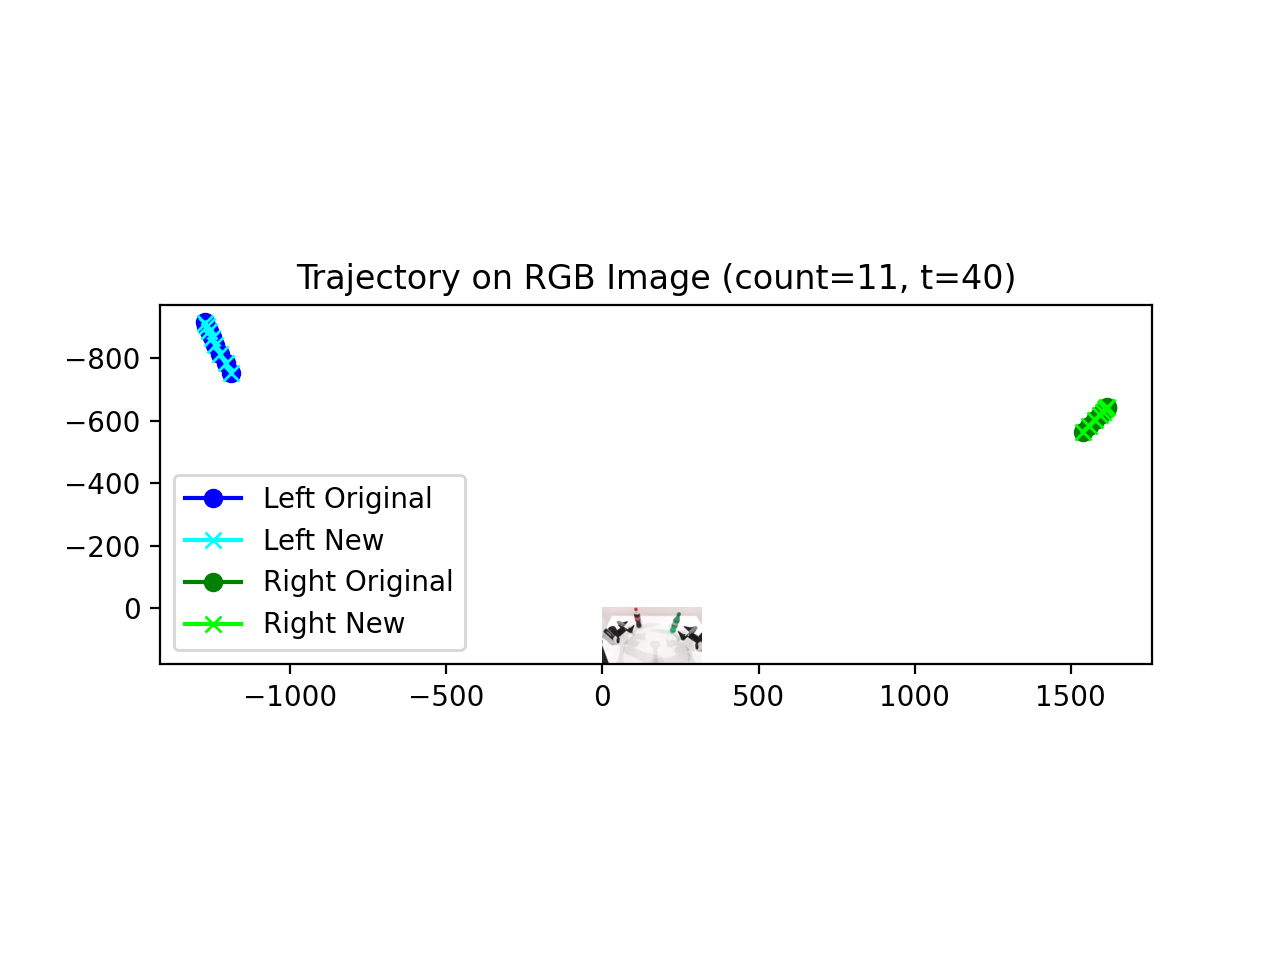 Trajectory on RGB Image (count=11, t=40)
−800
−600
−400
−200
0
Left Original
Left New
Right Original
Right New
−1000
−500
0
500
1000
1500